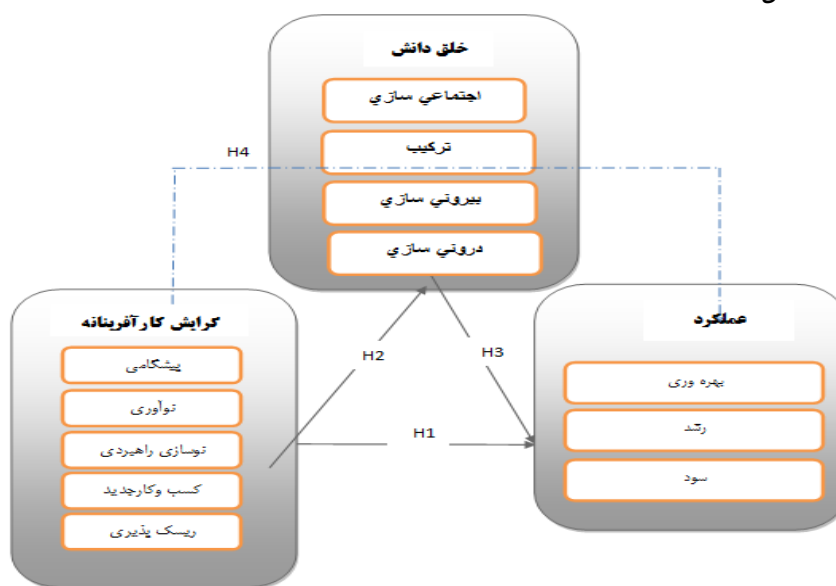 خلق دانش
اجتماعي سازي
تركيب
بيروني سازي
دروني سازي
H4
گرایش کارآفرینانه
پیشگامی
نوآوری
نوسازی راهبردی
کسب وکارجدید
ریسک پذیری
H2
H3
H1
عملکرد
بهره وری
رشد
سود